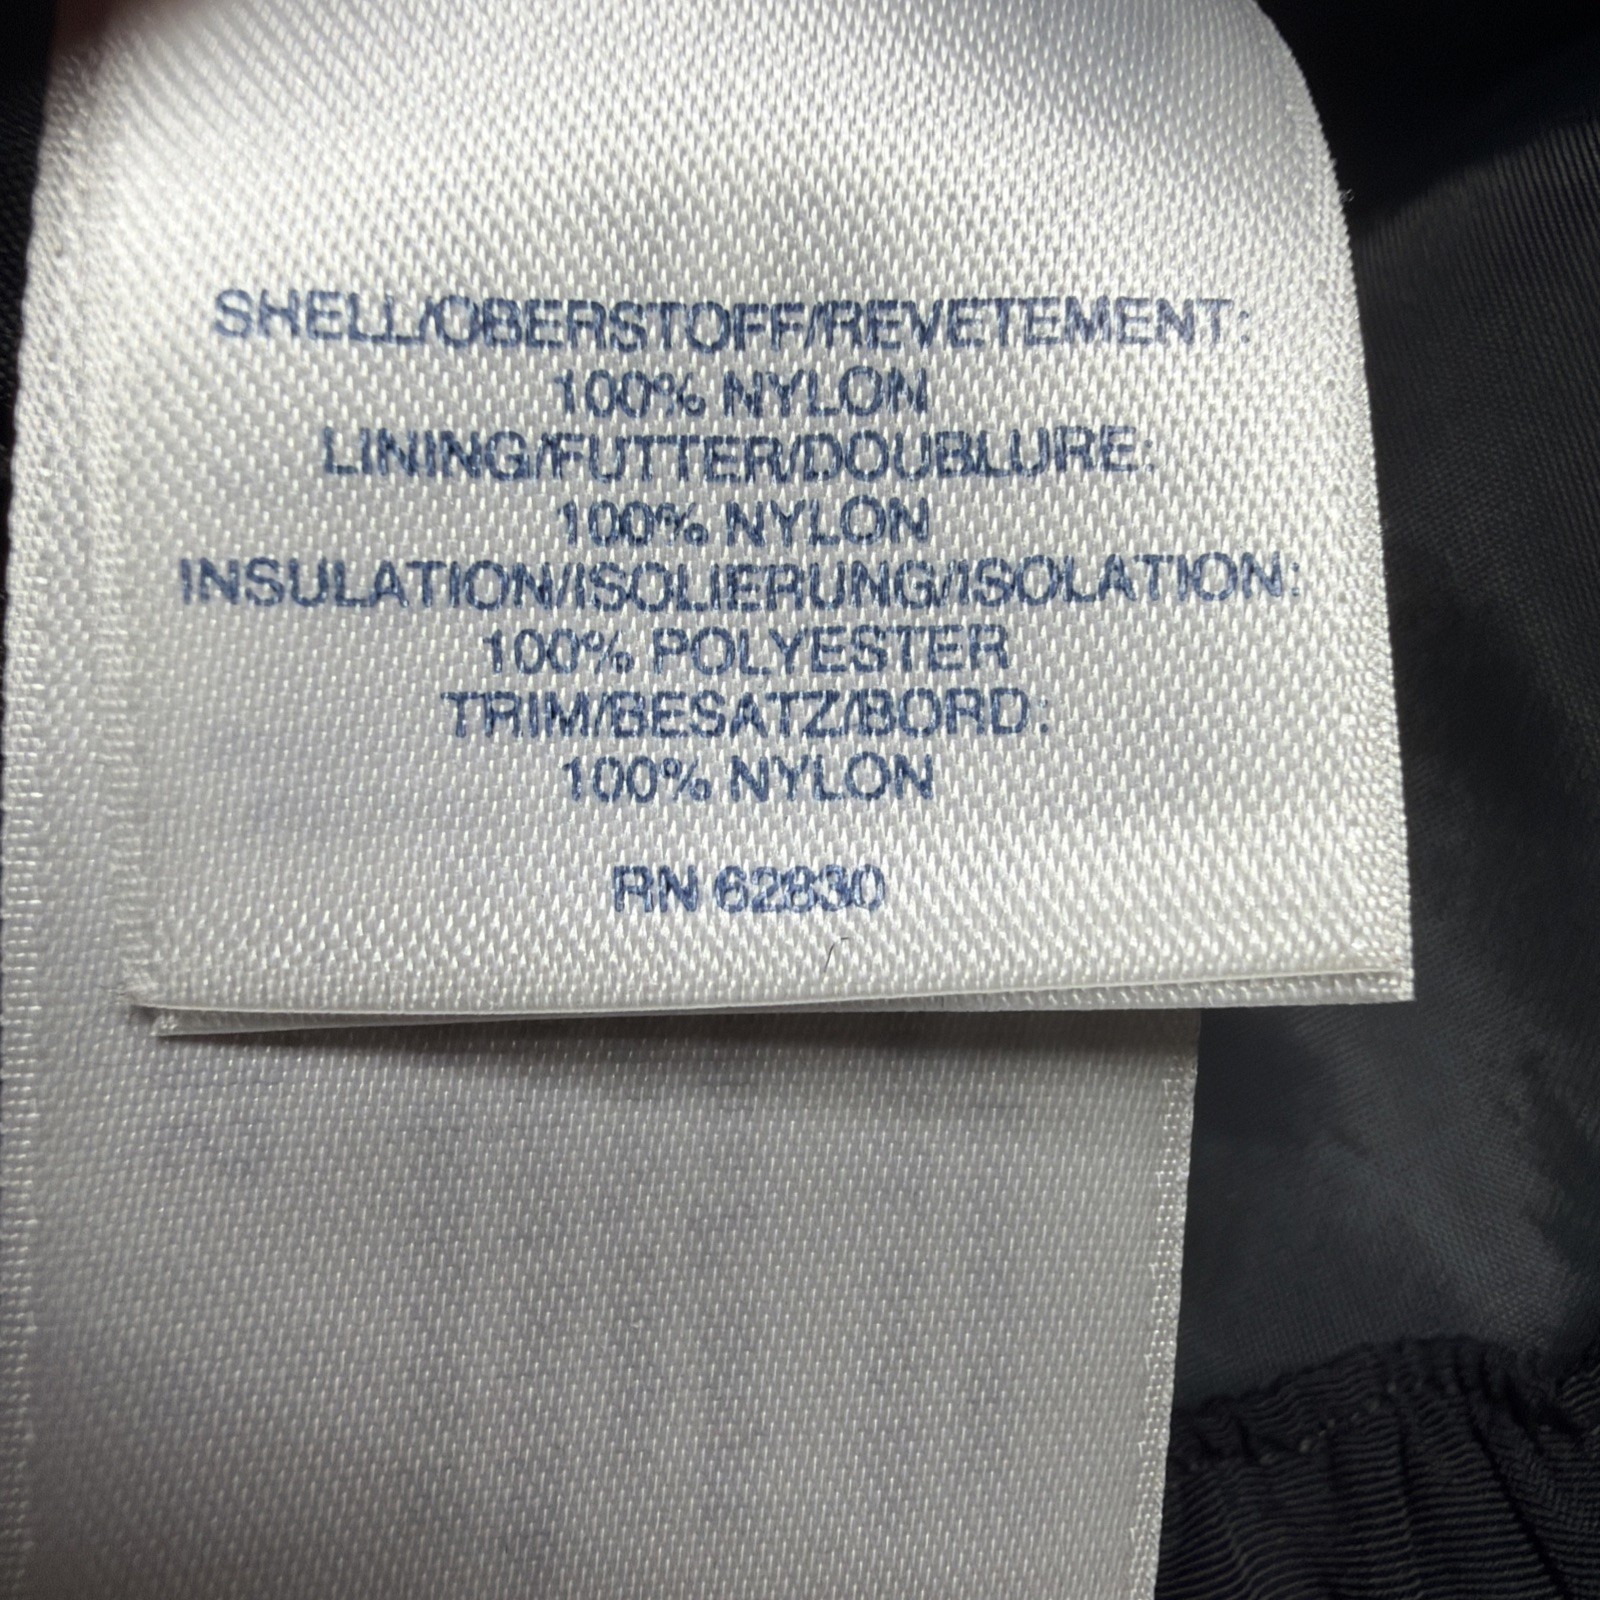 SHELL/OBERSTOFF/REVETEMENT:
100% NYLON
LINING/FUTTER/DOUBLURE:
100% NYLON
INSULATION/ISOLIERUNG/ISOLATION:
100% POLYESTER
TRIM/BESATZ/BORD:
100% NYLON
RN 62830